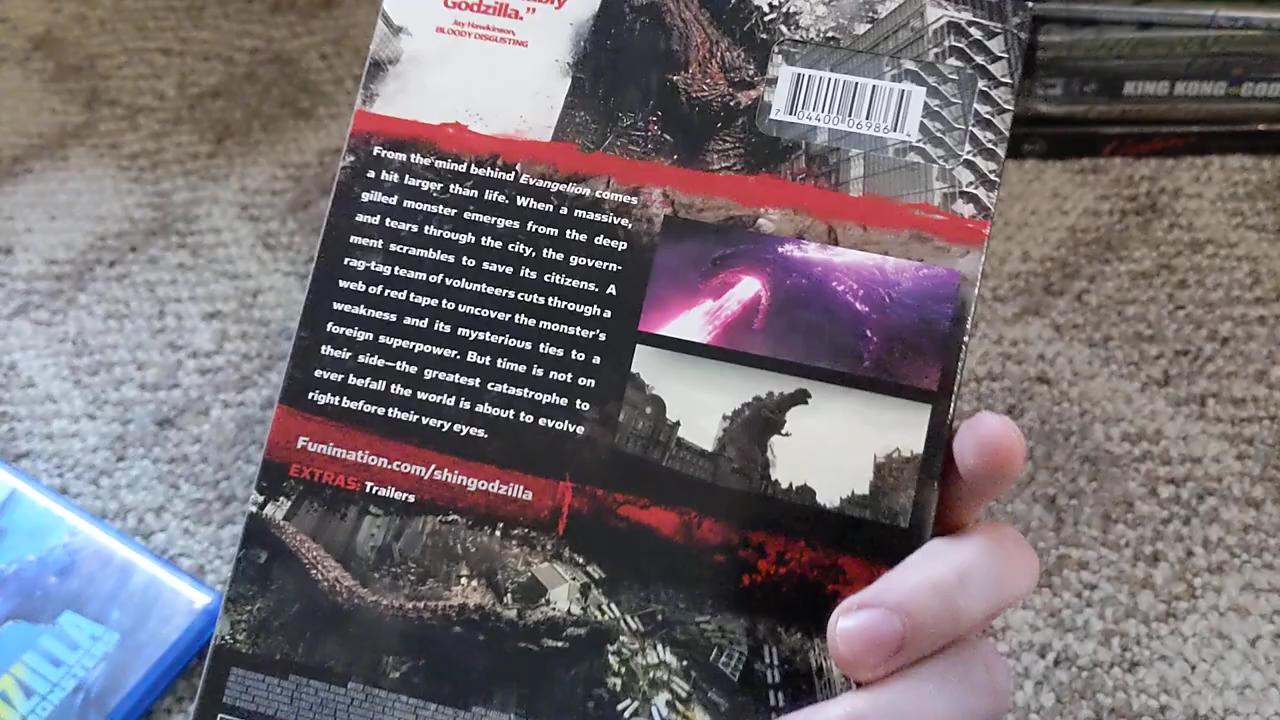 Godzilla.”
Jay Hawkinson,
BLOODY DISGUSTING
7 04400 06986 4
KING KONG
From the mind behind Evangelion comes
a hit larger than life. When a massive,
gilled monster emerges from the deep
and tears through the city, the govern-
ment scrambles to save its citizens. A
rag-tag team of volunteers cuts through a
web of red tape to uncover the monster's
weakness and its mysterious ties to a
foreign superpower. But time is not on
their side—the greatest catastrophe to
ever befall the world is about to evolve
right before their very eyes.
Funimation.com/shingodzilla
EXTRAS: Trailers